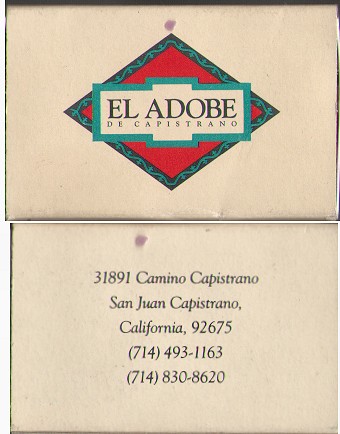 EL ADOBE
DE CAPISTRANO
31891 Camino Capistrano
San Juan Capistrano,
California, 92675
(714) 493-1163
(714) 830-8620